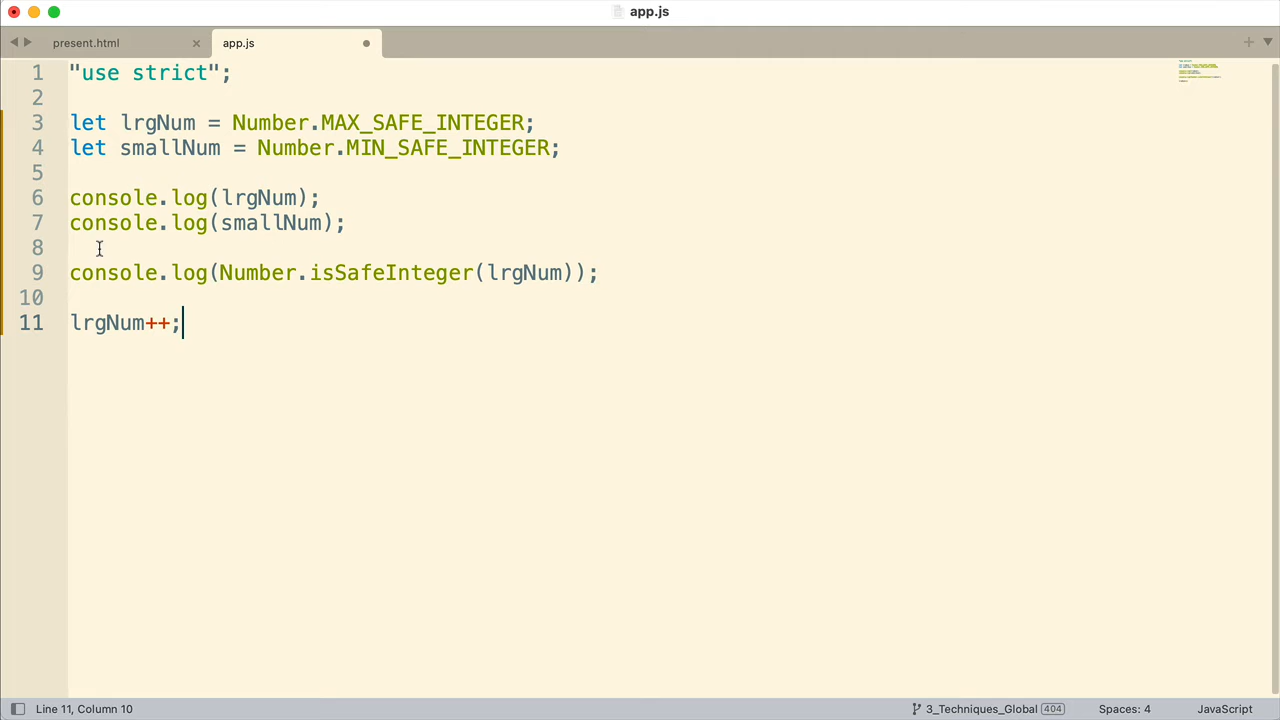 app.js
present.html
app.js
1 "use strict";
2
3 let lrgNum = Number.MAX_SAFE_INTEGER;
4 let smallNum = Number.MIN_SAFE_INTEGER;
5
6 console.log(lrgNum);
7 console.log(smallNum);
8
9 console.log(Number.isSafeInteger(lrgNum));
10
11 lrgNum++;
Line 11, Column 10
3_Techniques_Global 404
Spaces: 4
JavaScript